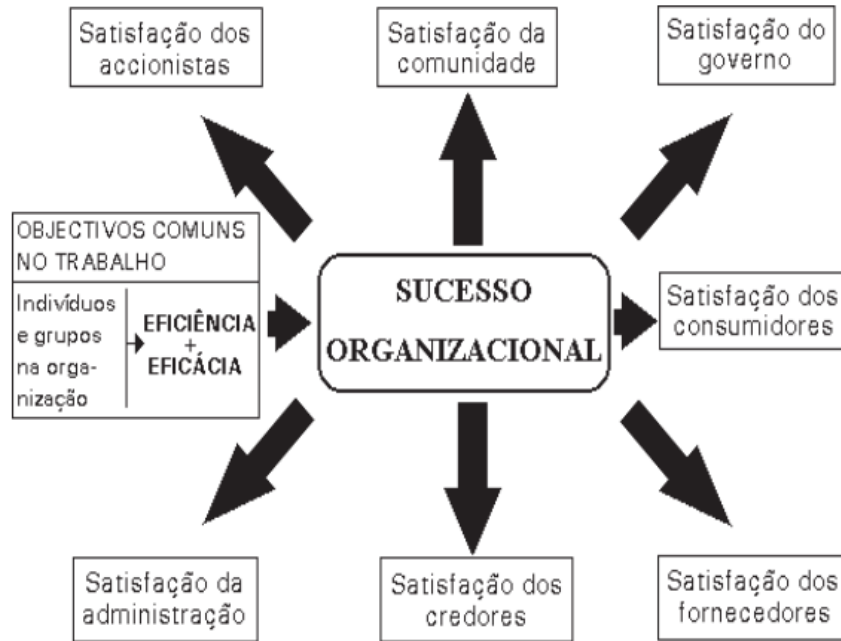 Satisfação dos
accionistas
Satisfação da
comunidade
Satisfação do
governo
OBJECTIVOS COMUNS
NO TRABALHO
Indivíduos
e grupos
na orga-
nização
EFICIÊNCIA
+
EFICÁCIA
SUCESSO
ORGANIZACIONAL
Satisfação dos
consumidores
Satisfação da
administração
Satisfação dos
credores
Satisfação dos
fornecedores